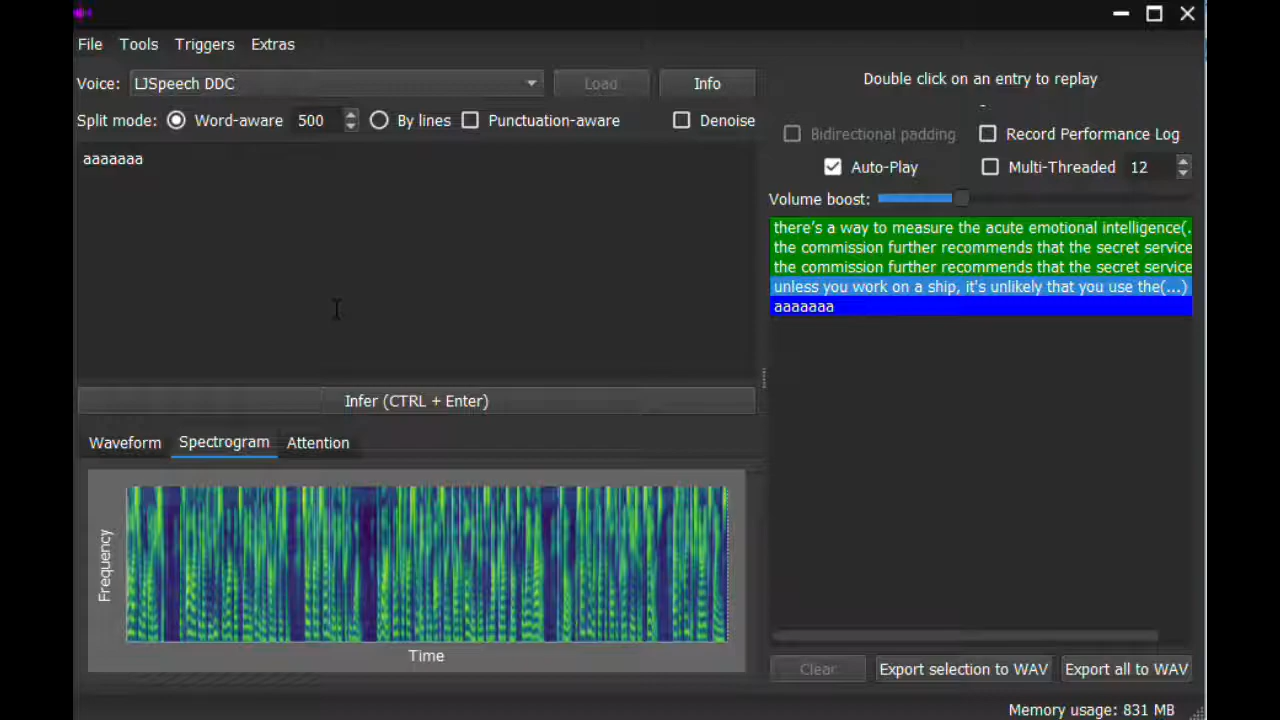 File Tools Triggers Extras
Voice: LJSpeech DDC Load Info
Split mode: Word-aware 500 By lines Punctuation-aware Denoise
aaaaaaa
Infer (CTRL + Enter)
Waveform Spectrogram Attention
Frequency
Time
Double click on an entry to replay
-
Bidirectional padding Record Performance Log
Auto-Play Multi-Threaded 12
Volume boost:
there's a way to measure the acute emotional intelligence(.
the commission further recommends that the secret service
the commission further recommends that the secret service
unless you work on a ship, it's unlikely that you use the(...)
aaaaaaa
Clear Export selection to WAV Export all to WAV
Memory usage: 831 MB